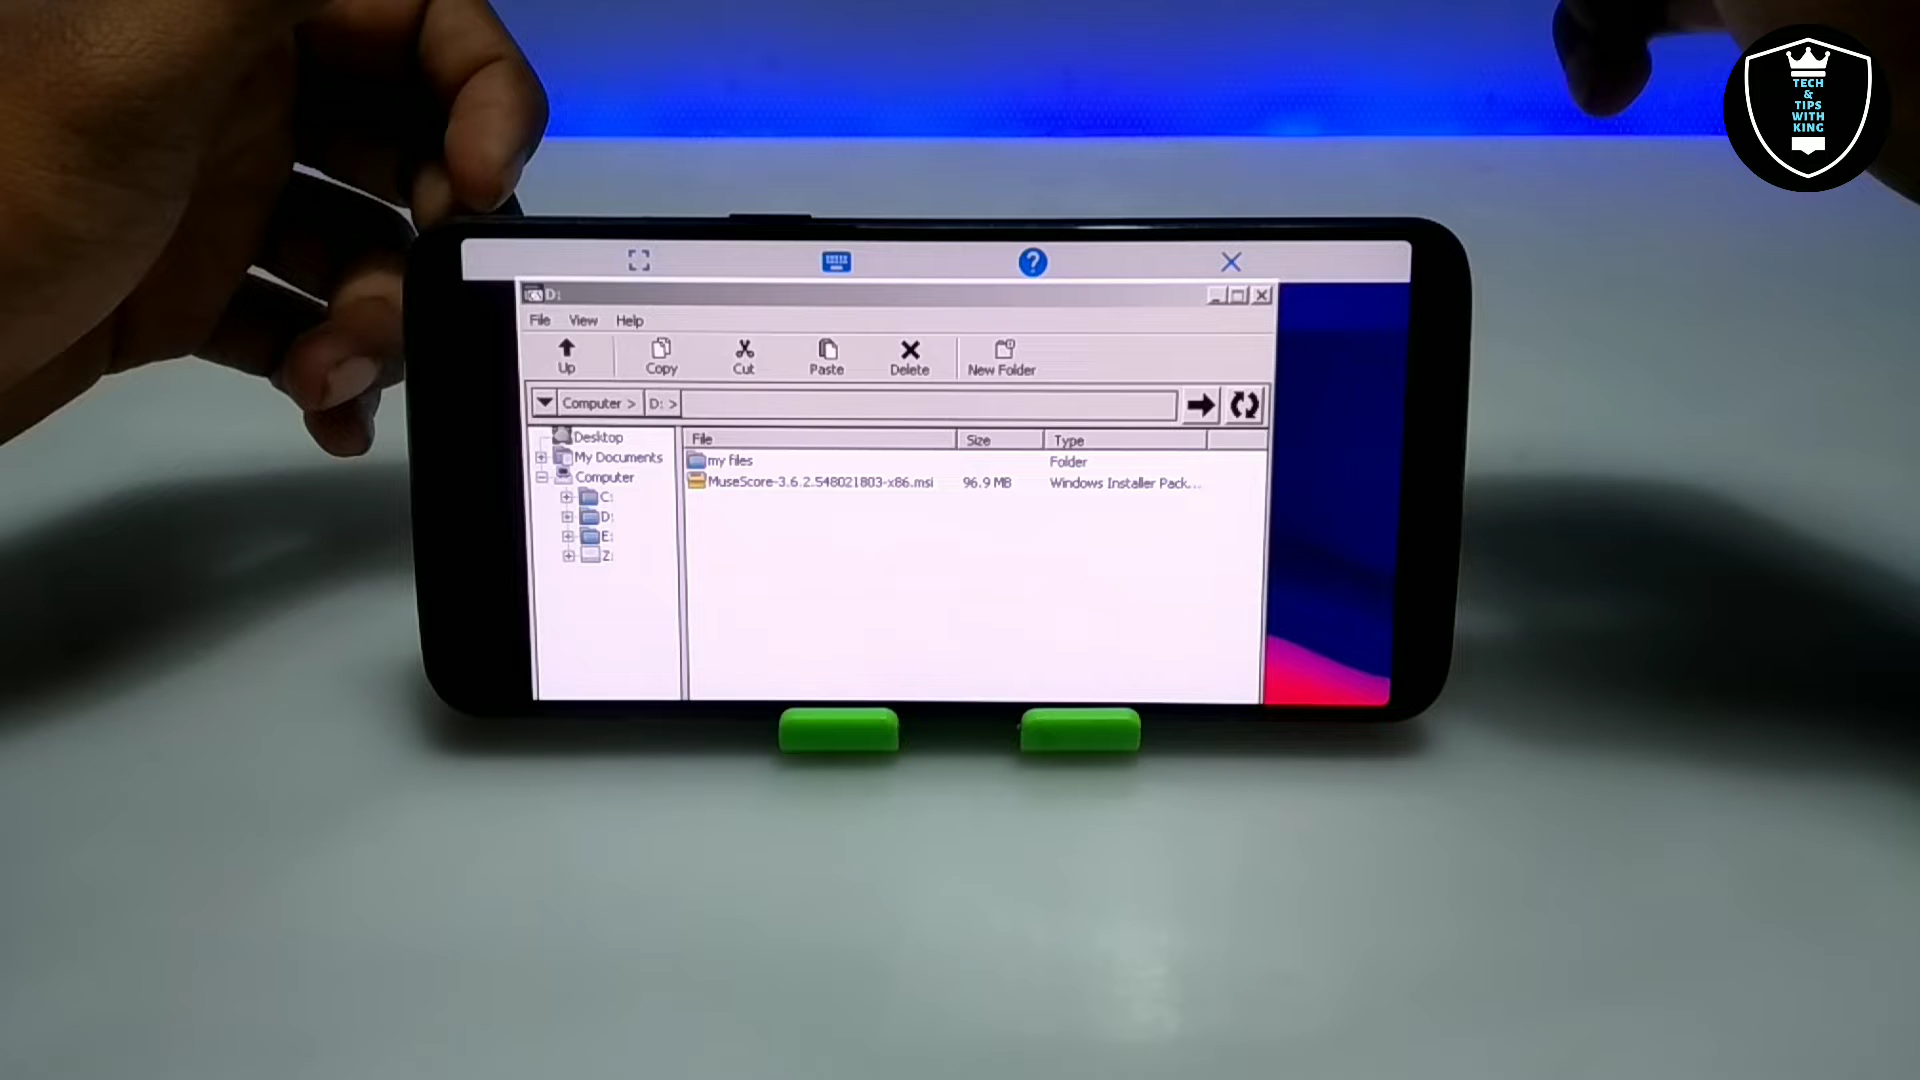 TECH
&
TIPS
WITH
KING
?
D:
File View Help
Up Copy Cut Paste Delete New Folder
Computer > D: >
Desktop
My Documents
Computer
C:
D:
E:
Z:
File Size Type
my files Folder
MuseScore-3.6.2.548021803-x86.msi 96.9 MB Windows Installer Pack...